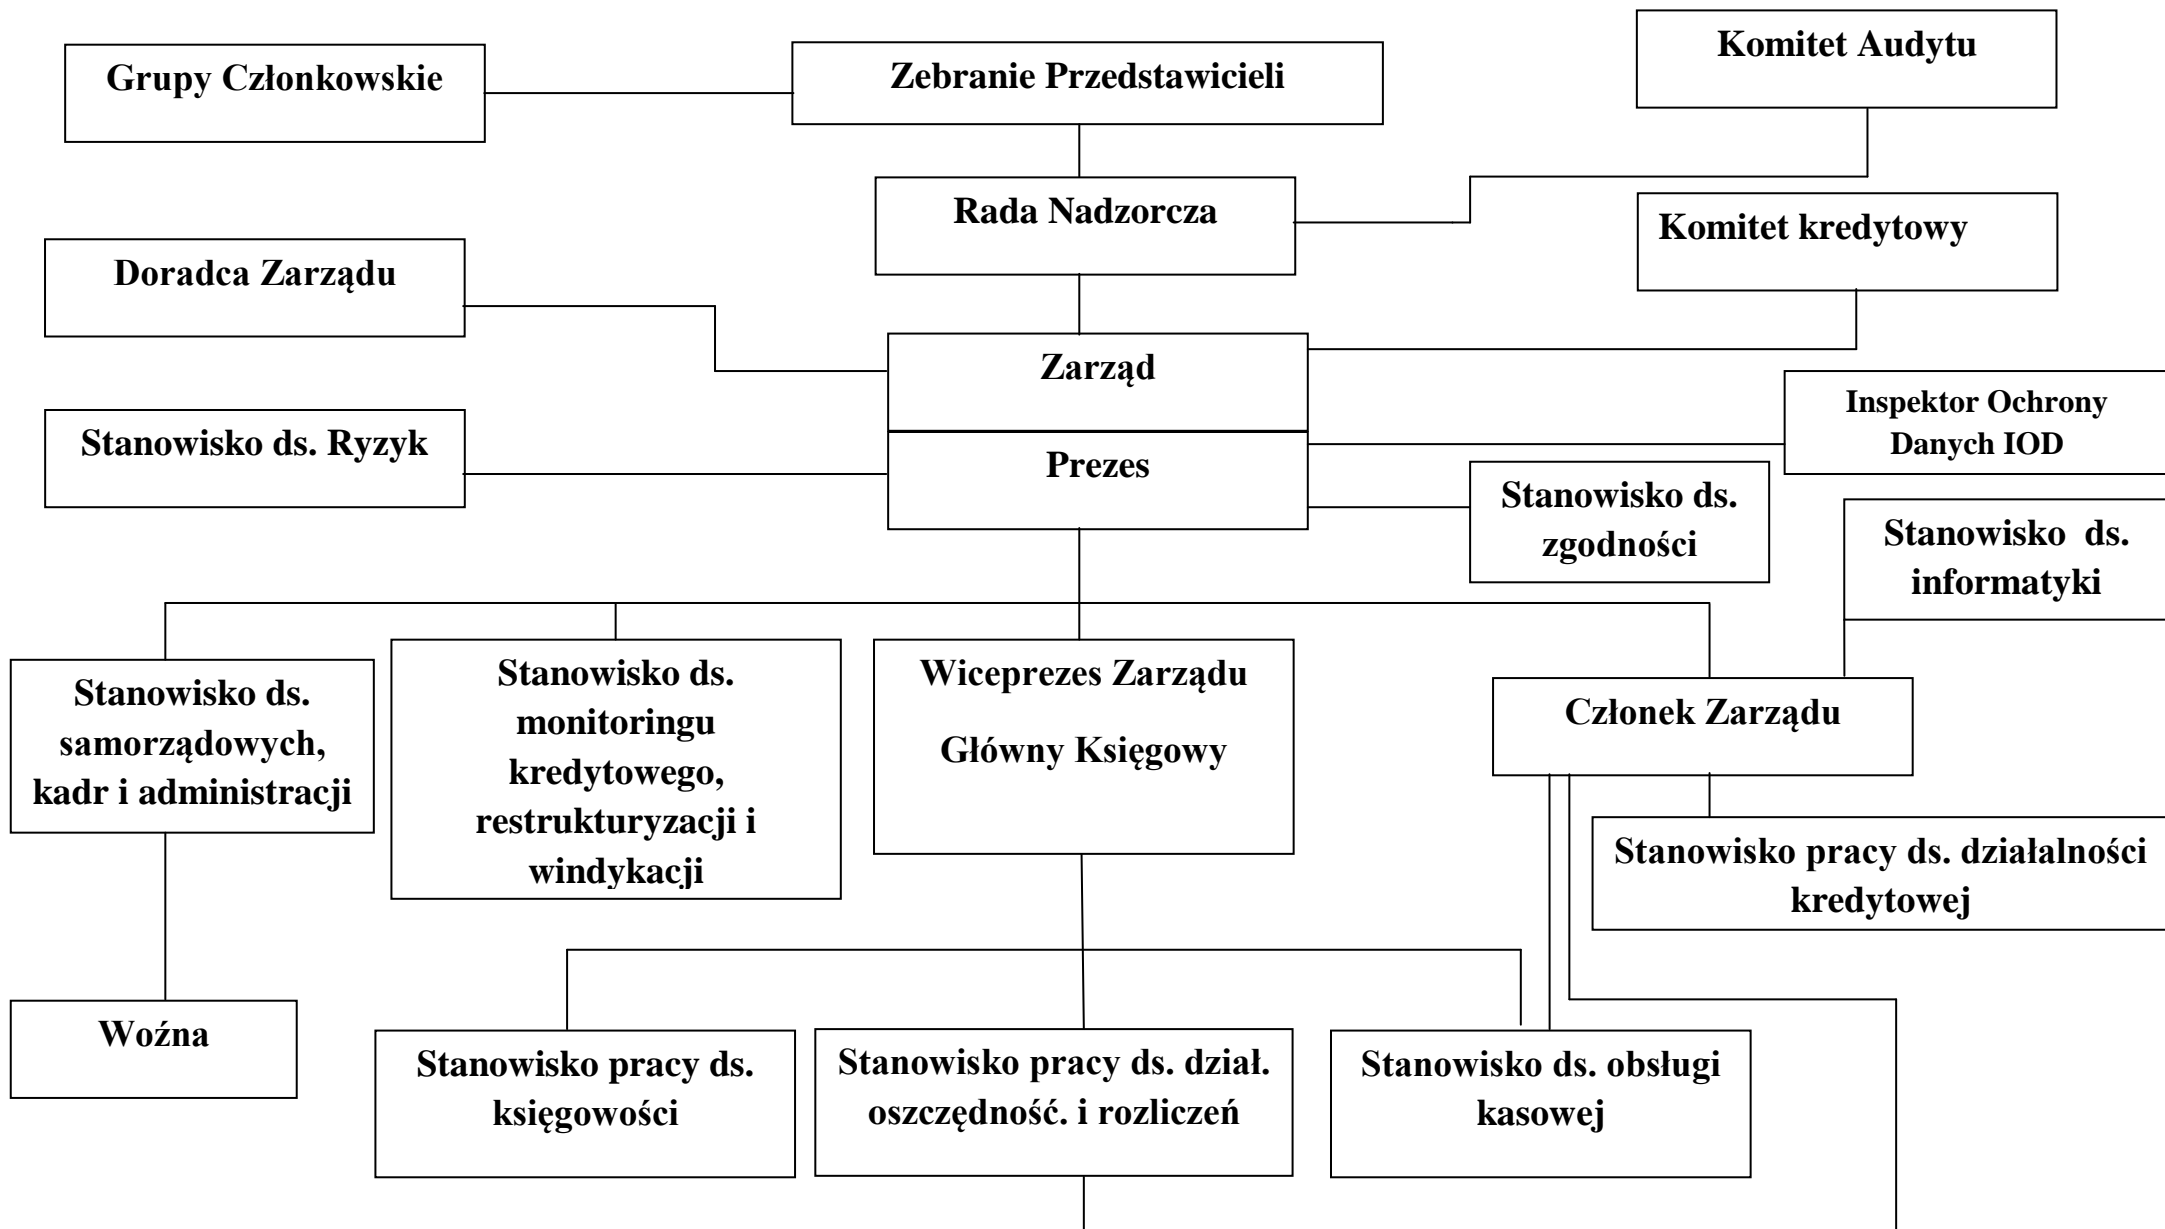 Grupy Członkowskie
Zebranie Przedstawicieli
Komitet Audytu
Rada Nadzorcza
Komitet kredytowy
Doradca Zarządu
Zarząd
Inspektor Ochrony
Danych IOD
Stanowisko ds. Ryzyk
Prezes
Stanowisko ds.
zgodności
Stanowisko  ds.
informatyki
Stanowisko ds.
samorządowych,
kadr i administracji
Stanowisko ds.
monitoringu
kredytowego,
restrukturyzacji i
windykacji
Wiceprezes Zarządu
Główny Księgowy
Członek Zarządu
Stanowisko pracy ds. działalności
kredytowej
Woźna
Stanowisko pracy ds.
księgowości
Stanowisko pracy ds. dział.
oszczędność. i rozliczeń
Stanowisko ds. obsługi
kasowej